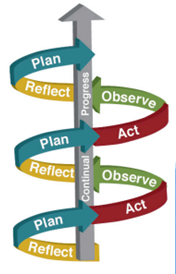 Plan
Progress
Reflect
Observe
Plan
Act
Reflect
Continual
Observe
Plan
Act
Reflect